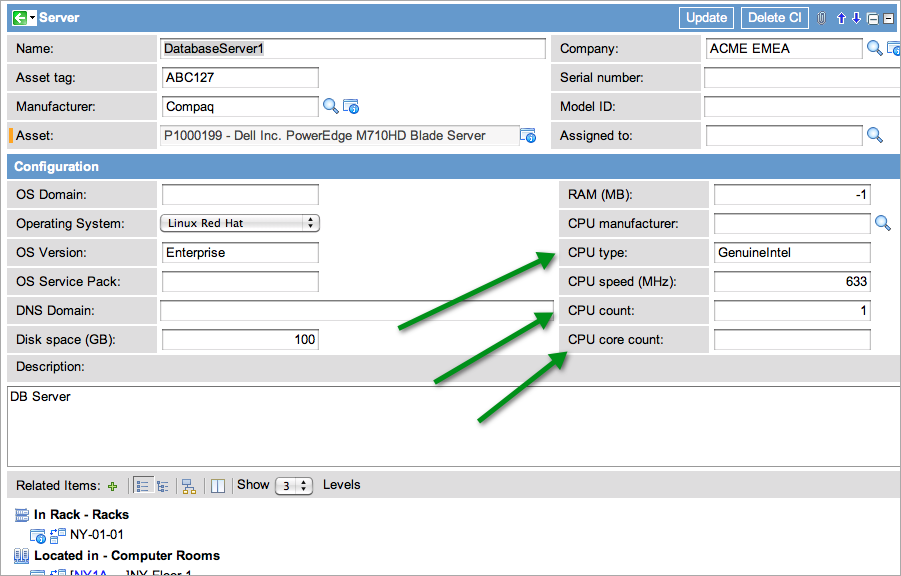 Server Update Delete CI
Name: DatabaseServer1 Company: ACME EMEA
Asset tag: ABC127 Serial number:
Manufacturer: Compaq Model ID:
Asset: P1000199 - Dell Inc. PowerEdge M710HD Blade Server Assigned to:
Configuration
OS Domain: RAM (MB): -1
Operating System: Linux Red Hat CPU manufacturer:
OS Version: Enterprise CPU type: GenuineIntel
OS Service Pack: CPU speed (MHz): 633
DNS Domain: CPU count: 1
Disk space (GB): 100 CPU core count:
Description:
DB Server
Related Items: Show 3 Levels
In Rack - Racks
NY-01-01
Located in - Computer Rooms
[NY1A ...]NY Floor 1